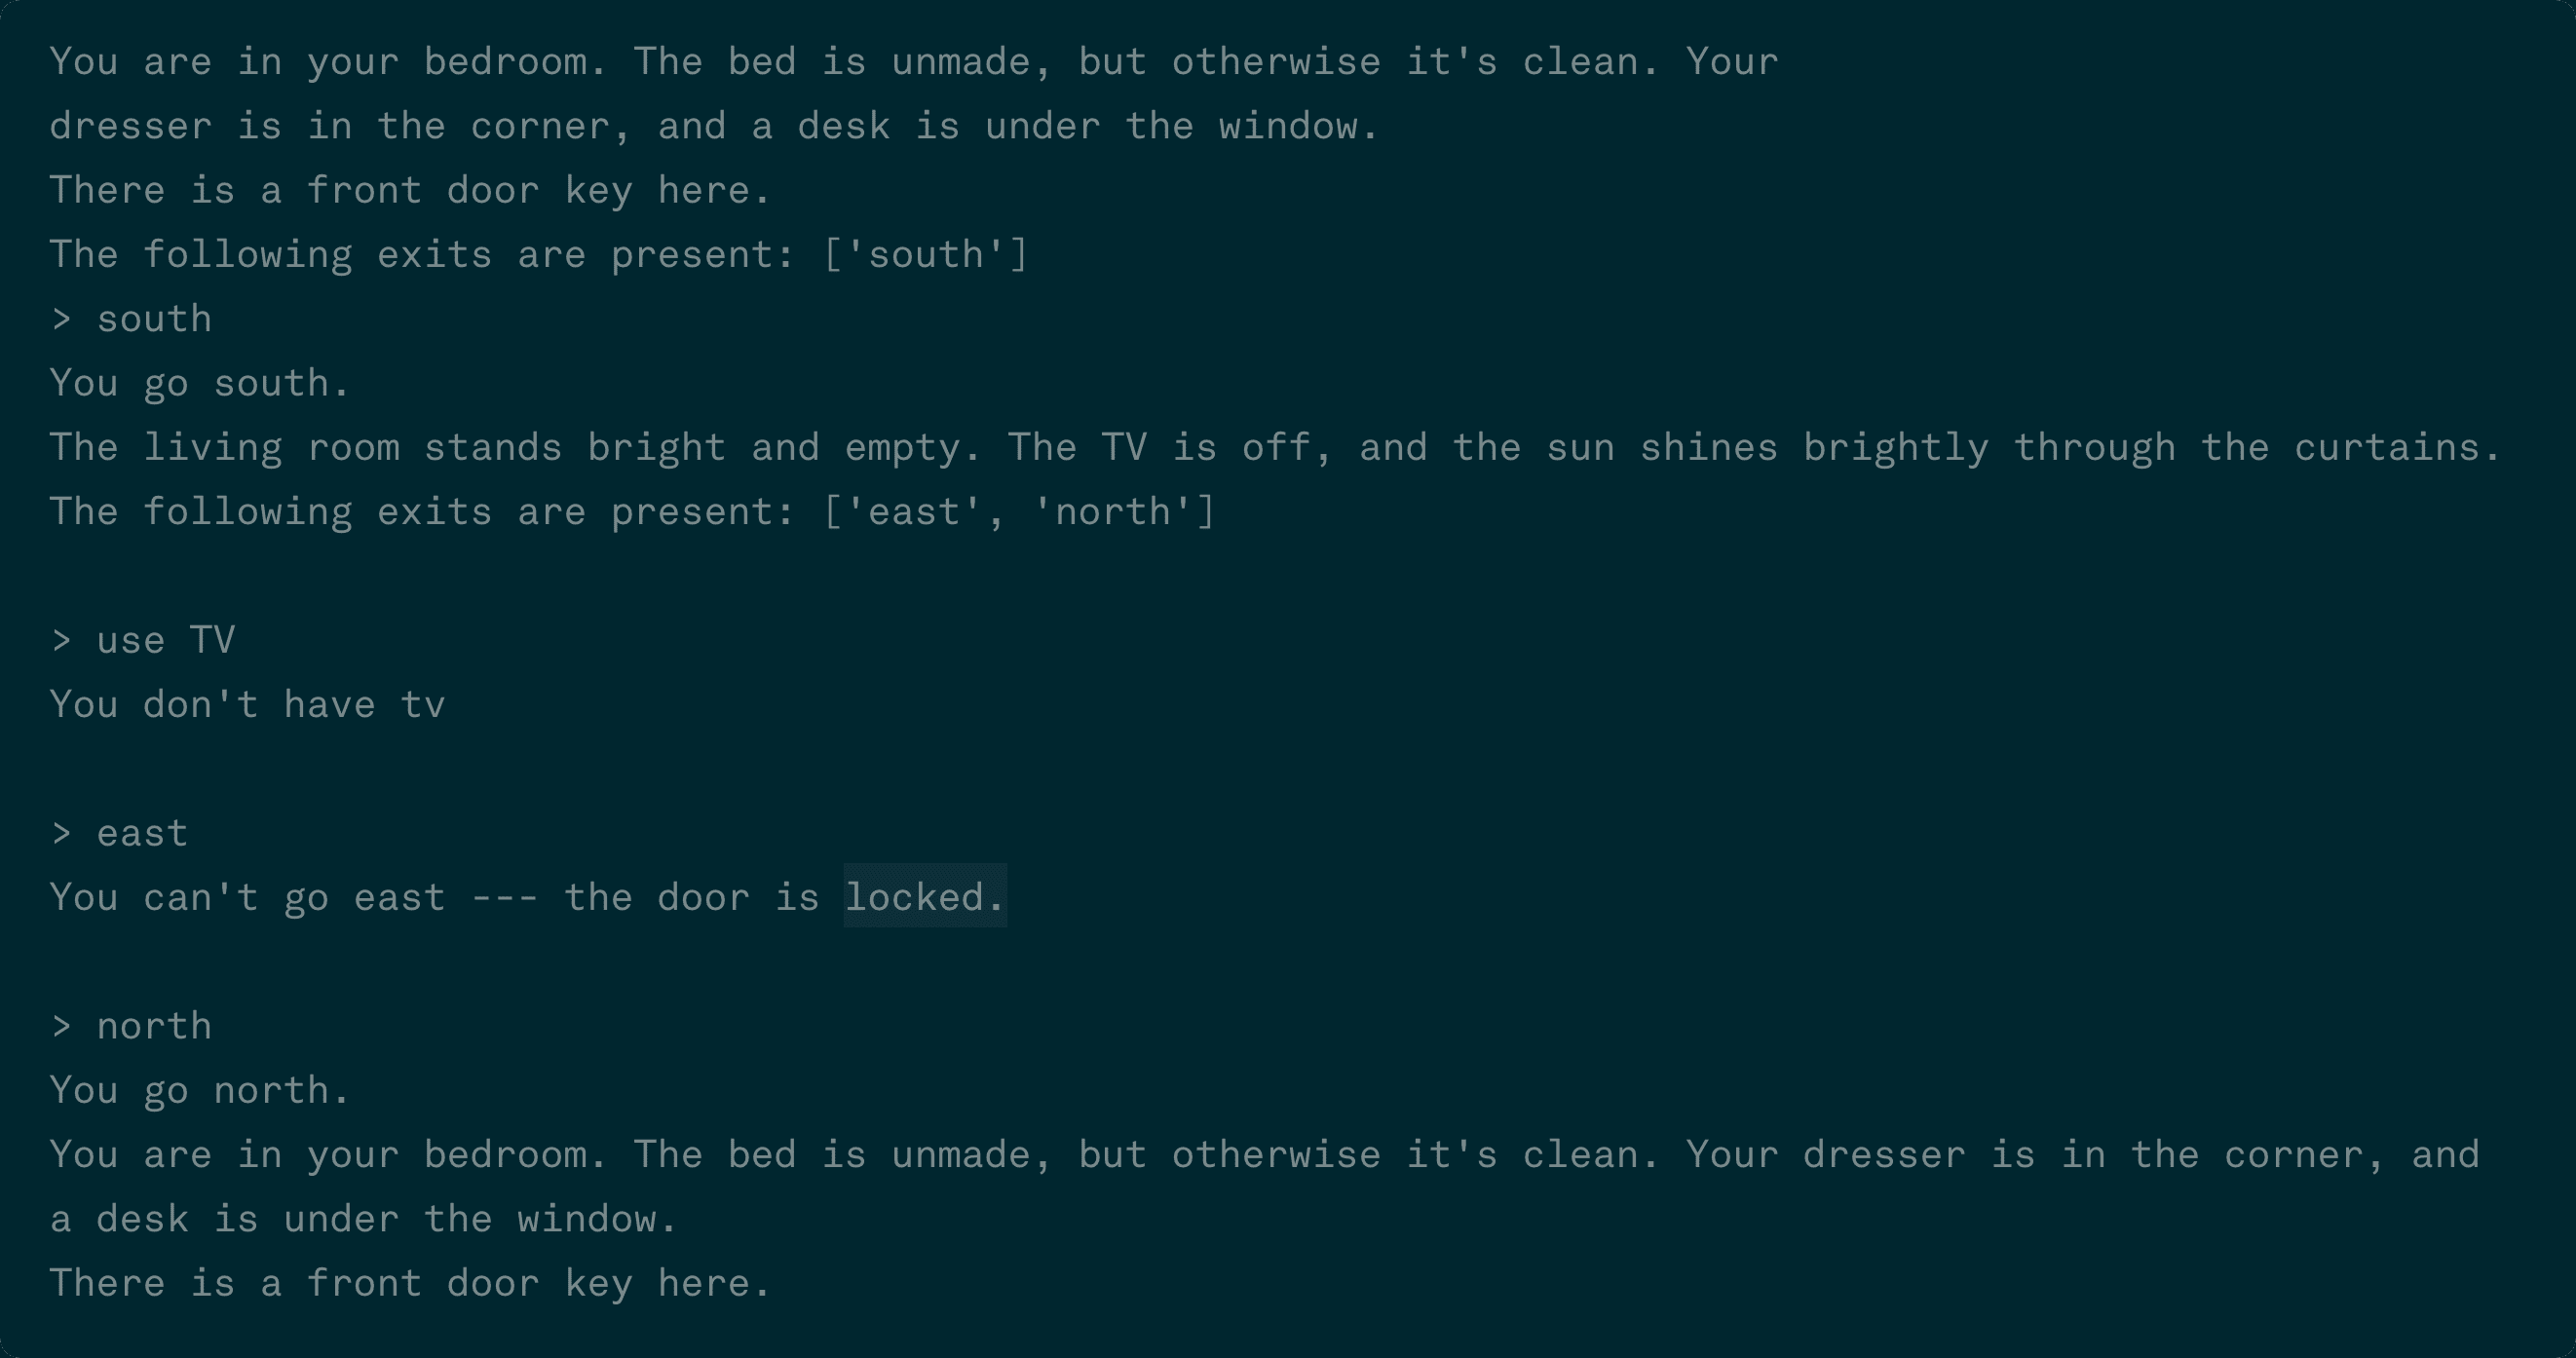 You are in your bedroom. The bed is unmade, but otherwise it's clean. Your
dresser is in the corner, and a desk is under the window.
There is a front door key here.
The following exits are present: ['south']
> south
You go south.
The living room stands bright and empty. The TV is off, and the sun shines brightly through the curtains.
The following exits are present: ['east', 'north']
> use TV
You don't have tv
> east
You can't go east --- the door is locked.
> north
You go north.
You are in your bedroom. The bed is unmade, but otherwise it's clean. Your dresser is in the corner, and
a desk is under the window.
There is a front door key here.